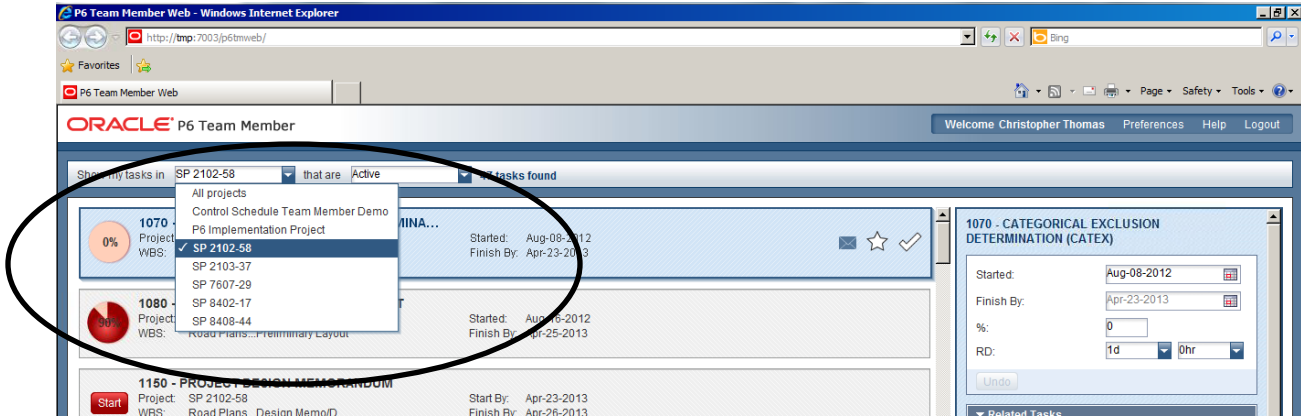 P6 Team Member Web - Windows Internet Explorer
http://tmp:7003/p6tmweb/
Bing
Favorites
P6 Team Member Web
Page Safety Tools
ORACLE P6 Team Member
Welcome Christopher Thomas Preferences Help Logout
Show my tasks in SP 2102-58 that are Active 47 tasks found
All projects
Control Schedule Team Member Demo
P6 Implementation Project
SP 2102-58
SP 2103-37
SP 7607-29
SP 8402-17
SP 8408-44
1070 - MINA...
0% Project Started: Aug-08-2012
WBS: Finish By: Apr-23-2013
1080 - T
90% Project Started: Aug-16-2012
WBS: Road Plans...Preliminary Layout Finish By: Apr-25-2013
1150 - PROJECT DESIGN MEMORANDUM
Start Project: SP 2102-58 Start By: Apr-23-2013
WBS: Road Plans...Design Memo/D Finish By: Apr-26-2013
1070 - CATEGORICAL EXCLUSION
DETERMINATION (CATEX)
Started: Aug-08-2012
Finish By: Apr-23-2013
%: 0
RD: 1d 0hr
Undo
Related Tasks